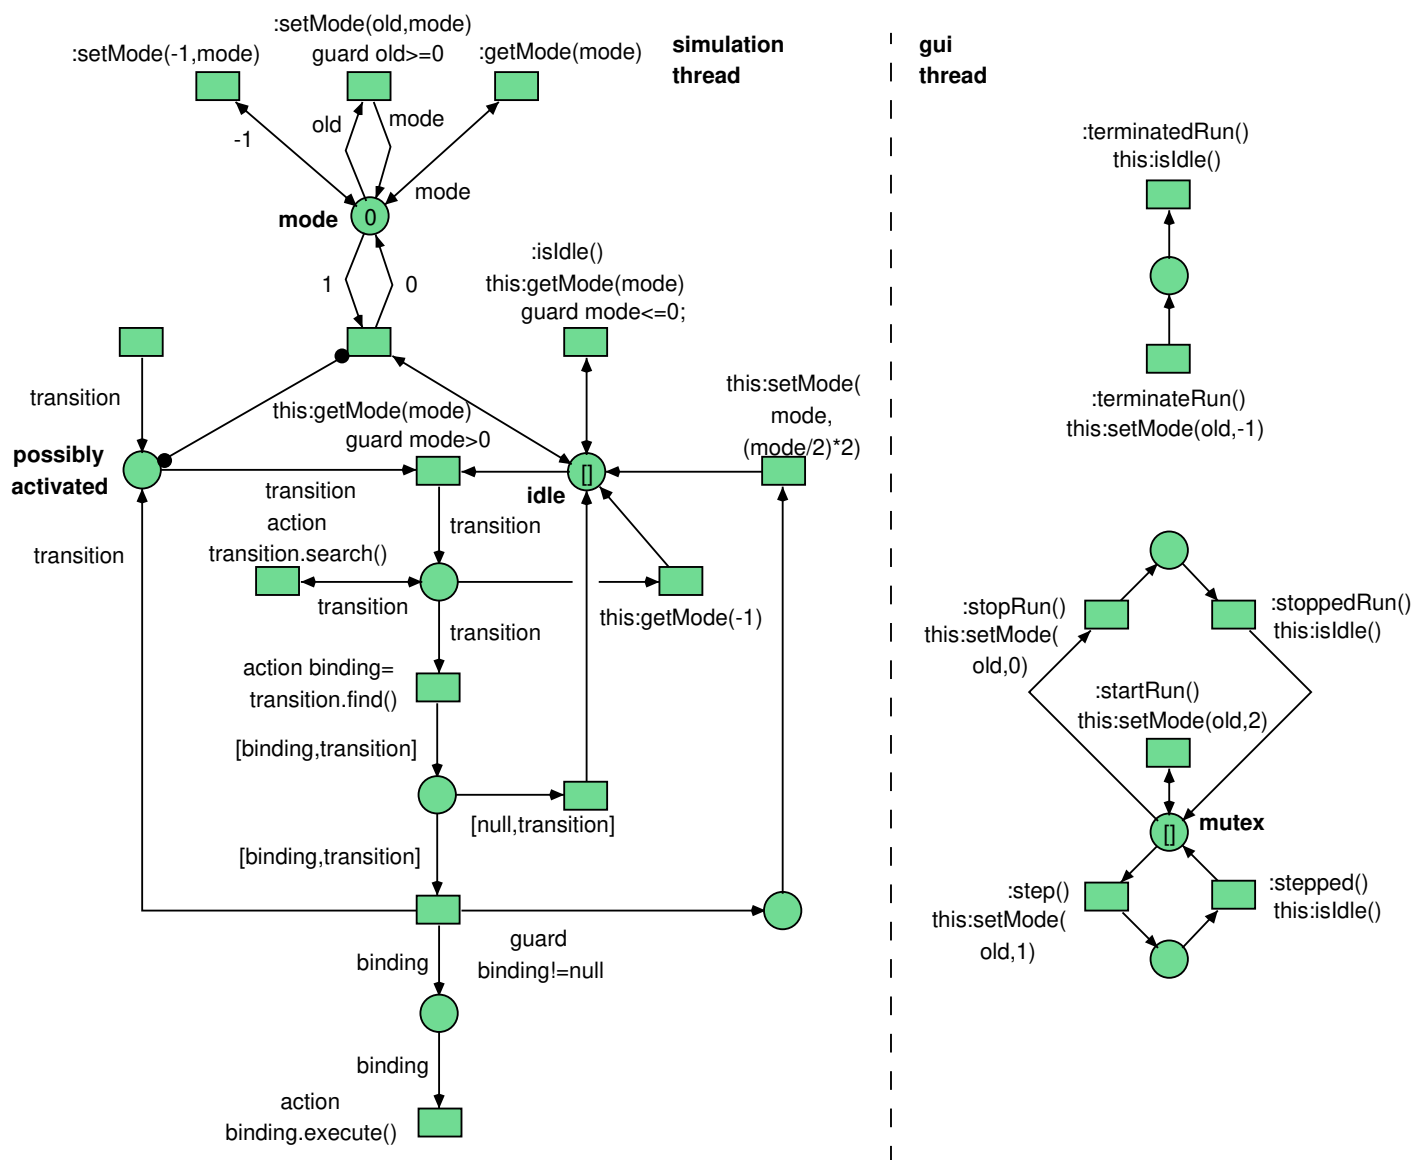 :setMode(old,mode)
:setMode(-1,mode)
guard old>=0
:getMode(mode)
simulation
thread
gui
thread
old
mode
-1
mode
mode
0
:terminatedRun()
this:isIdle()
1
0
:isIdle()
this:getMode(mode)
guard mode<=0;
transition
this:getMode(mode)
guard mode>0
this:setMode(
mode,
(mode/2)*2)
:terminateRun()
this:setMode(old,-1)
possibly
activated
[]
idle
transition
action
transition.search()
transition
transition
transition
transition
this:getMode(-1)
:stopRun()
this:setMode(
old,0)
:stoppedRun()
this:isIdle()
action binding=
transition.find()
:startRun()
this:setMode(old,2)
[binding,transition]
[null,transition]
[]
mutex
[binding,transition]
:step()
this:setMode(
old,1)
:stepped()
this:isIdle()
guard
binding!=null
binding
binding
action
binding.execute()